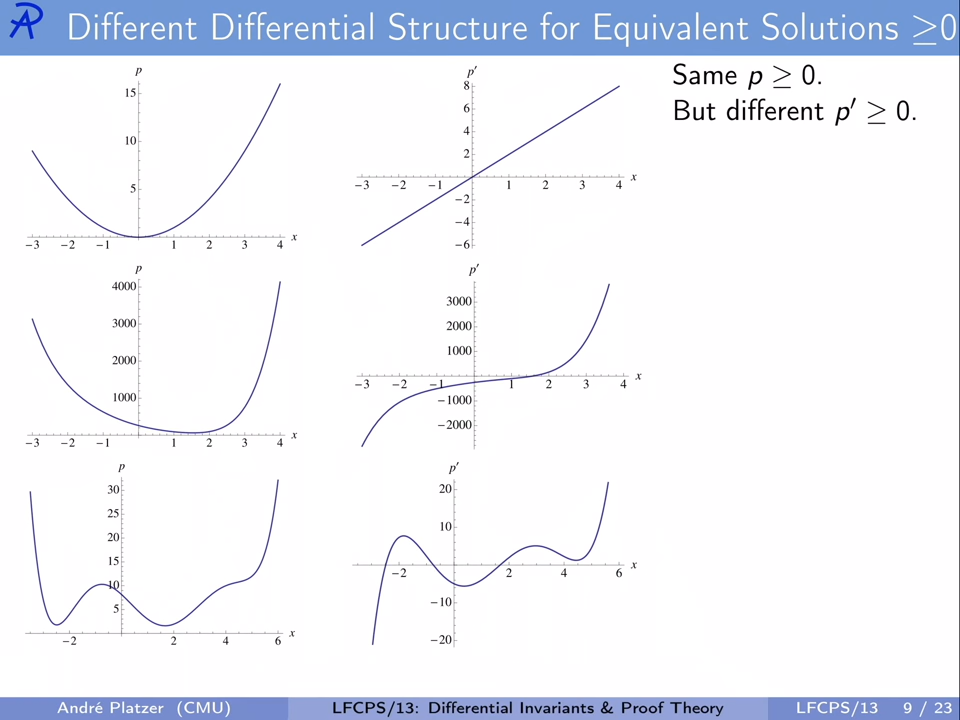 Different Differential Structure for Equivalent Solutions ≥0
Same p ≥ 0.
But different p′ ≥ 0.
p
15
10
5
−3 −2 −1 1 2 3 4 x
p′
8
6
4
2
−3 −2 −1 1 2 3 4 x
−2
−4
−6
p
4000
3000
2000
1000
−3 −2 −1 1 2 3 4 x
p′
3000
2000
1000
−3 −2 −1 1 2 3 4 x
−1000
−2000
p
30
25
20
15
10
5
−2 2 4 6 x
p′
20
10
−2 2 4 6 x
−10
−20
André Platzer (CMU) LFCPS/13: Differential Invariants & Proof Theory LFCPS/13 9 / 23